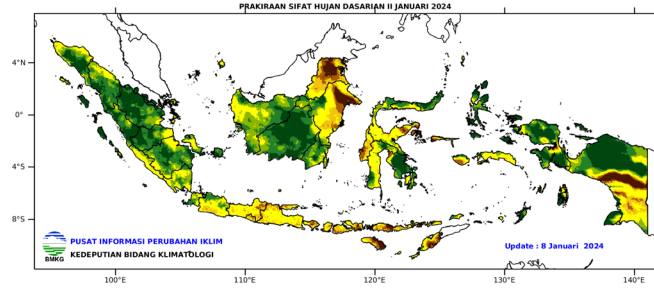 PRAKIRAAN SIFAT HUJAN DASARIAN II JANUARI 2024
4°N
0°
4°S
8°S
PUSAT INFORMASI PERUBAHAN IKLIM
KEDEPUTIAN BIDANG KLIMATOLOGI
BMKG
Update : 8 Januari 2024
100°E
110°E
120°E
130°E
140°E